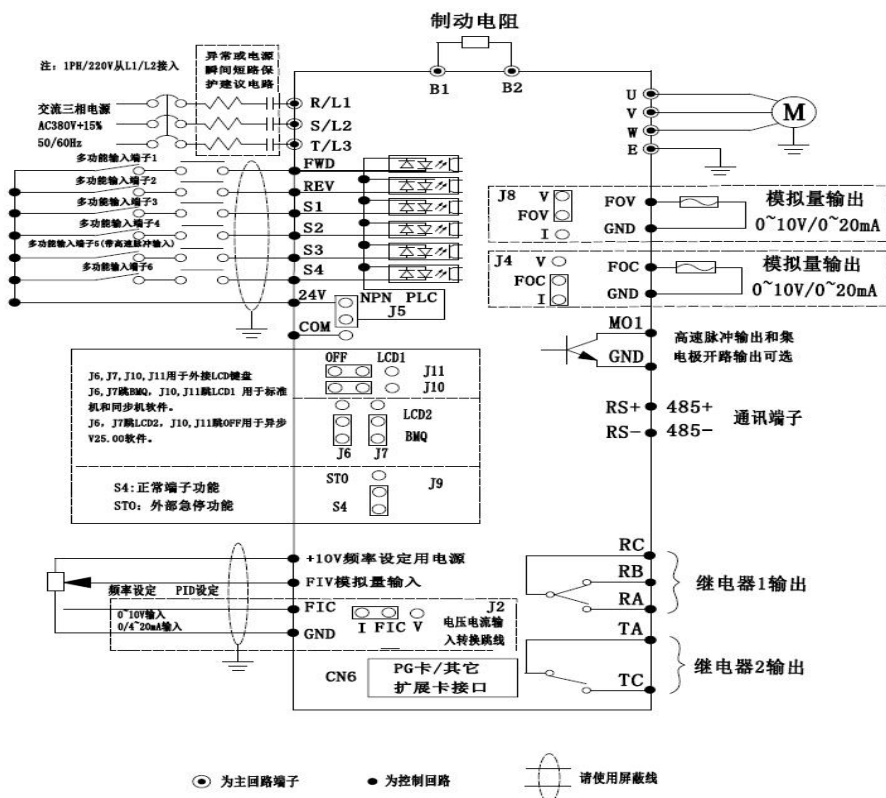 制动电阻
B1
B2
注：1PH/220V从L1/L2接入
异常或电源
瞬间短路保
护建议电路
交流三相电源
AC380V+15%
50/60Hz
R/L1
S/L2
T/L3
U
V
W
E
M
多功能输入端子1
FWD
多功能输入端子2
REV
多功能输入端子3
S1
多功能输入端子4
S2
多功能输入端子5(带高速脉冲输入)
S3
多功能输入端子6
S4
24V
NPN PLC
J5
COM
J8
V
FOV
I
FOV
GND
模拟量输出
0~10V/0~20mA
J4
V
FOC
I
FOC
GND
模拟量输出
0~10V/0~20mA
MO1
GND
高速脉冲输出和集
电极开路输出可选
RS+
485+
RS-
485-
通讯端子
J6,J7,J10,J11用于外接LCD键盘
J6,J7跳BMQ，J10,J11跳LCD1 用于标准
机和同步机软件。
J6，J7跳LCD2，J10,J11跳OFF用于异步
V25.00软件。
OFF
LCD1
J11
J10
LCD2
BMQ
J6
J7
S4:正常端子功能
STO：外部急停功能
STO
S4
J9
+10V频率设定用电源
FIV模拟量输入
频率设定
PID设定
FIC
0~10V输入
0/4~20mA输入
GND
I FIC V
J2
电压电流输
入转换跳线
CN6
PG卡/其它
扩展卡接口
RC
RB
RA
继电器1输出
TA
TC
继电器2输出
为主回路端子
为控制回路
请使用屏蔽线